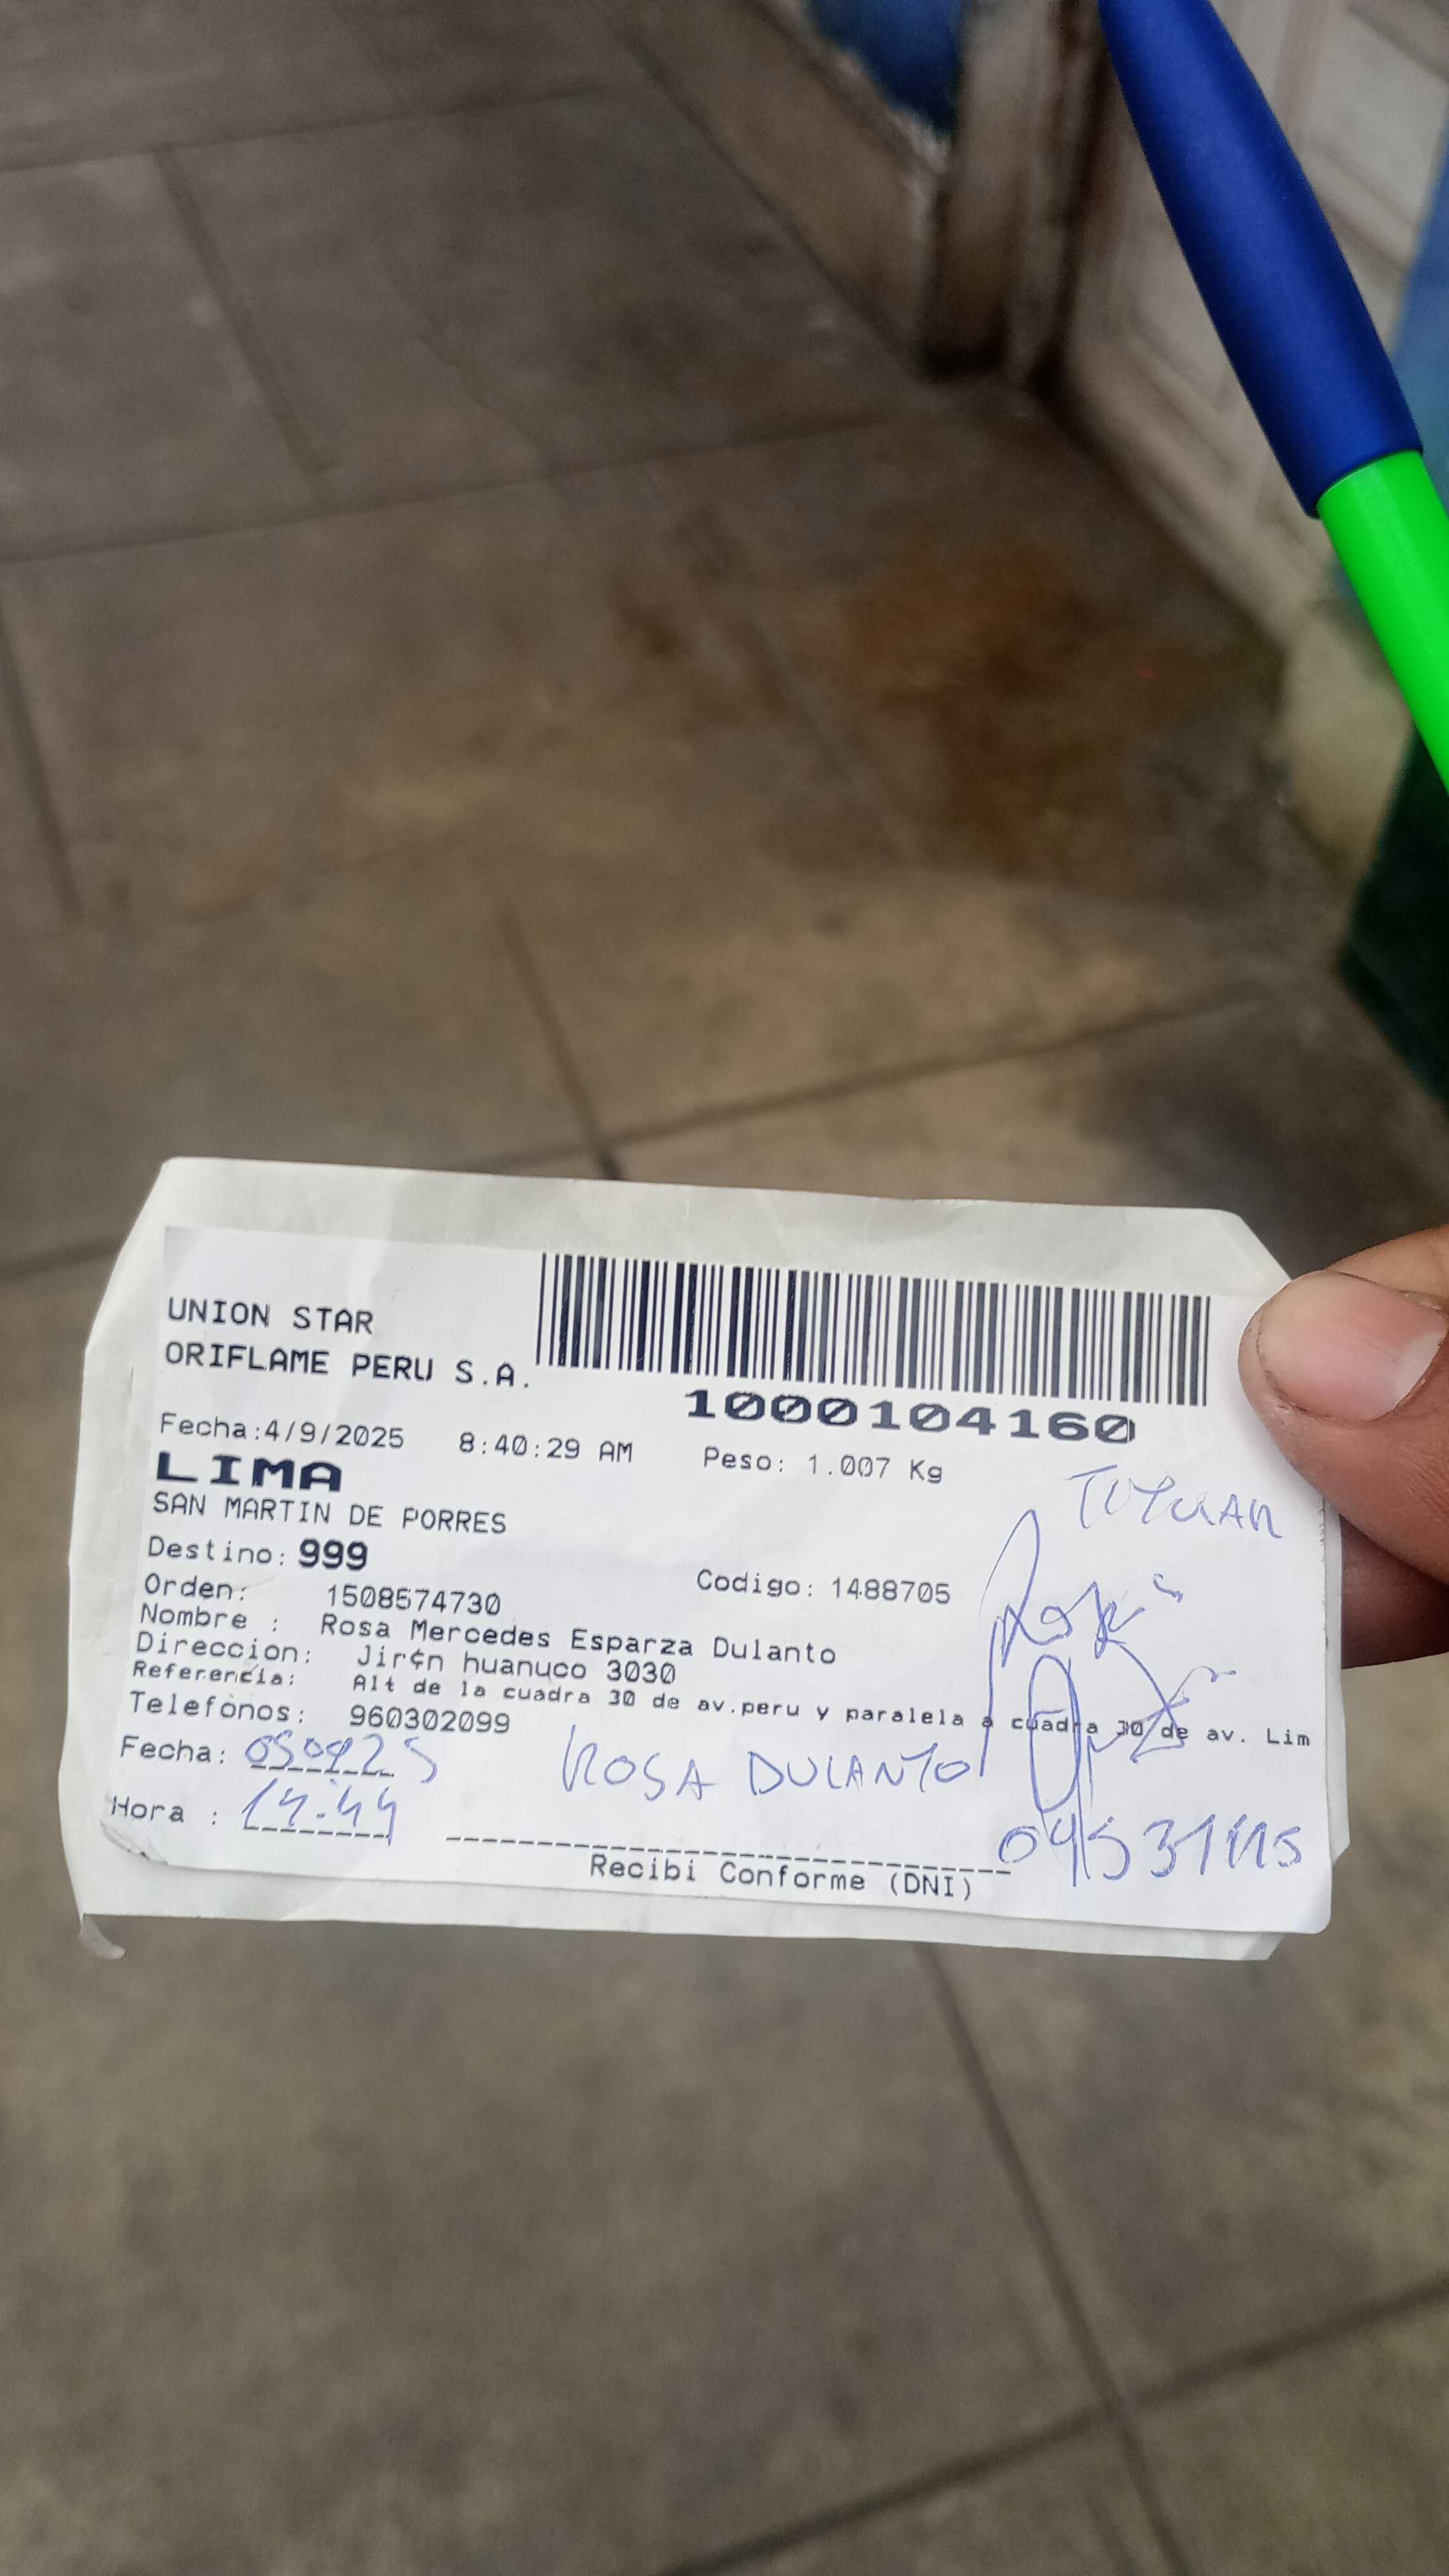 UNION STAR
ORIFLAME PERU S.A.
1000104160
Fecha:4/9/2025 8:40:29 AM Peso: 1.007 Kg
LIMA
SAN MARTIN DE PORRES
Destino: 999
Orden: 1508574730 Codigo: 1488705
Nombre : Rosa Mercedes Esparza Dulanto
Direccion: Jir¢n huanuco 3030
Referencia: Alt de la cuadra 30 de av.peru y paralela a cuadra 30 de av. Lim
Telefonos: 960302099
Fecha: 050925
ROSA DULANTO
Hora : 14:44
Recibi Conforme (DNI)